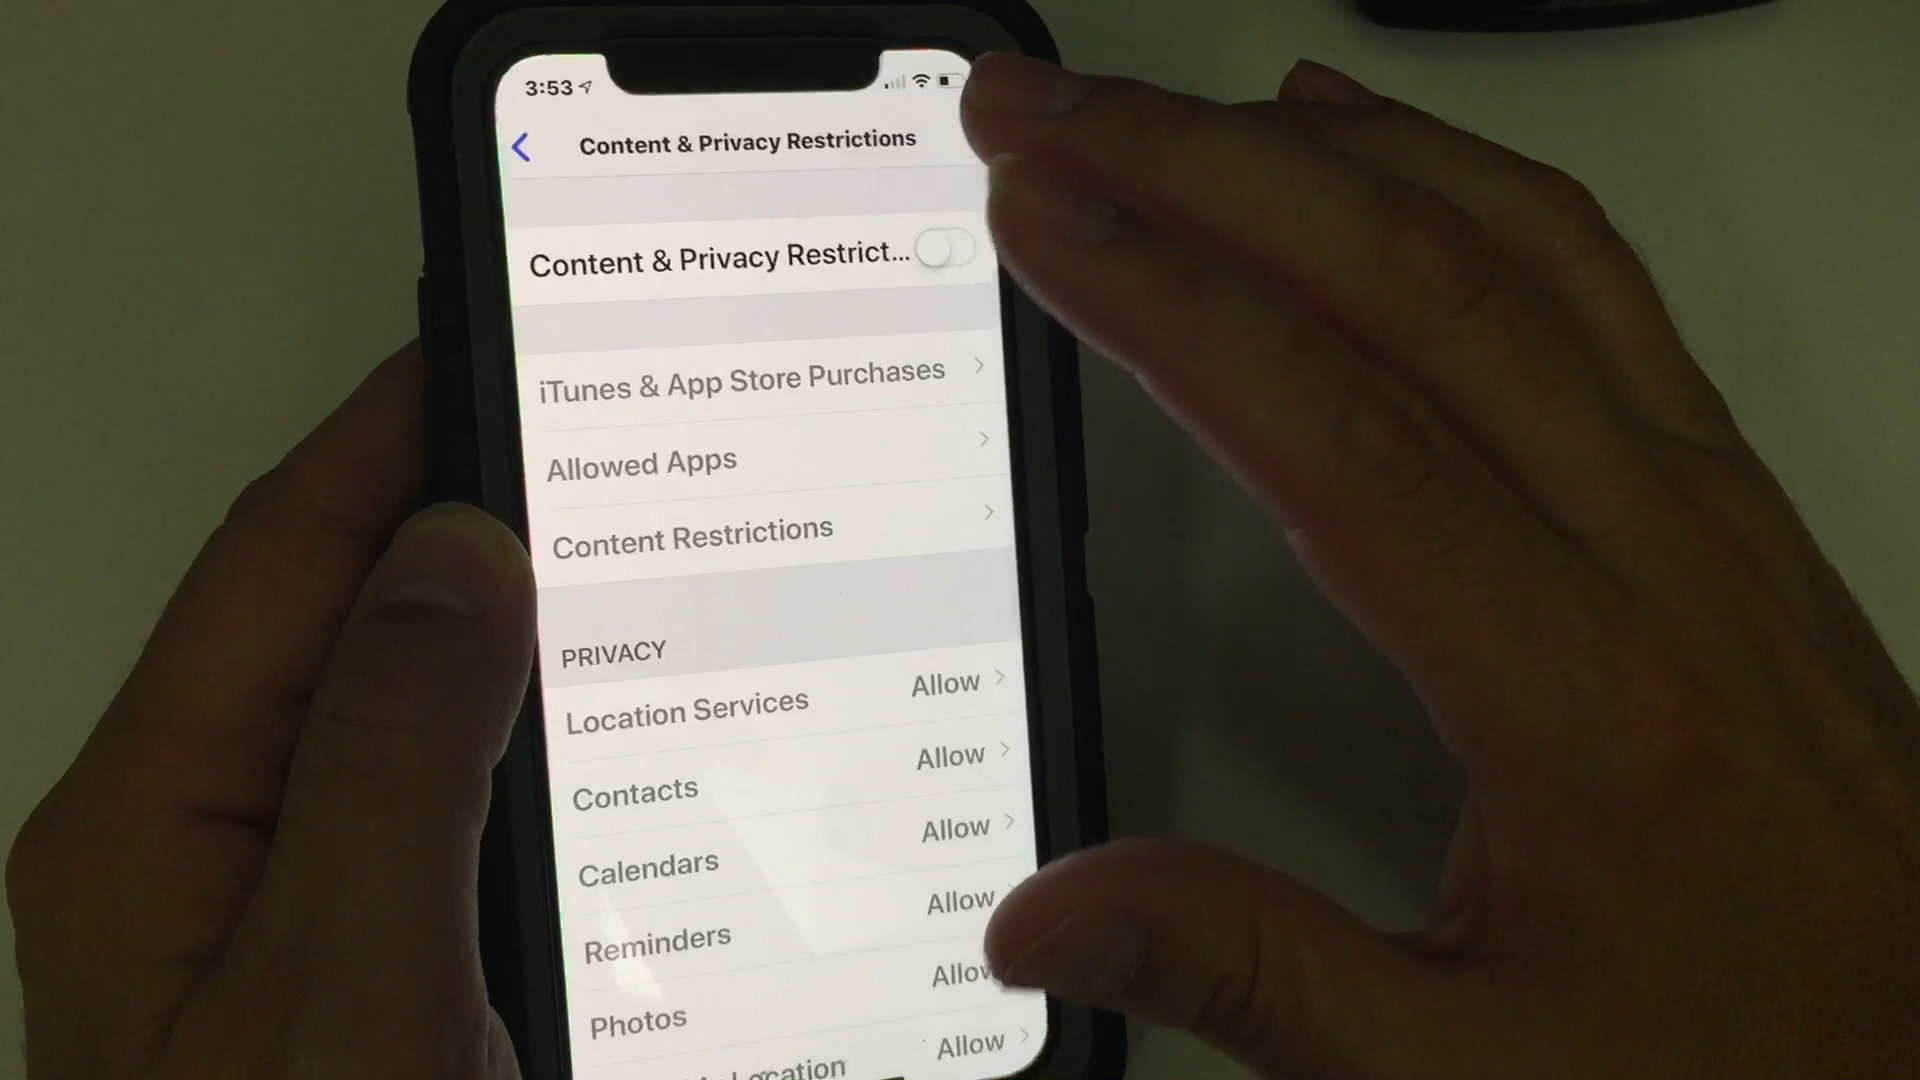 3:53
Content & Privacy Restrictions
Content & Privacy Restrict...
iTunes & App Store Purchases
Allowed Apps
Content Restrictions
PRIVACY
Location Services Allow
Contacts Allow
Calendars Allow
Reminders Allow
Photos
Location Allow